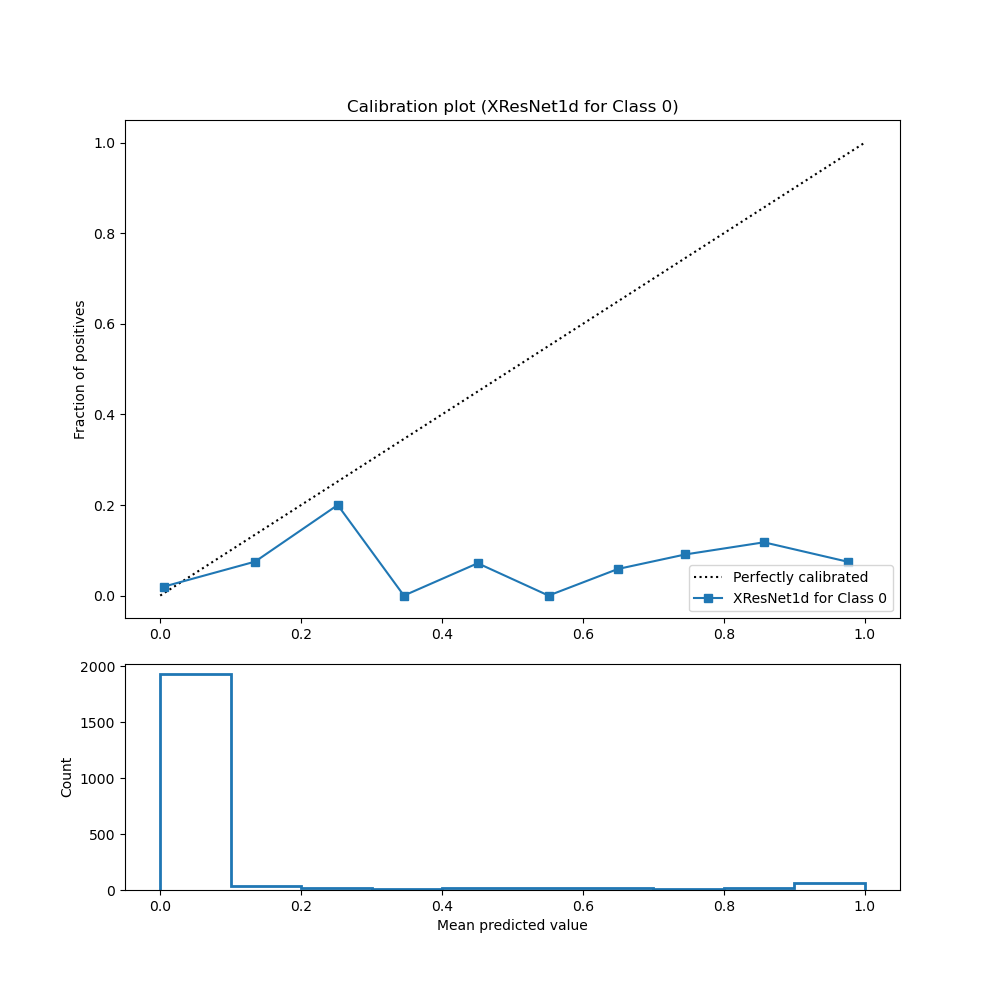 Calibration plot (XResNet1d for Class 0)
1.0
0.8
0.6
0.4
0.2
0.0
Fraction of positives
Perfectly calibrated
XResNet1d for Class 0
0.0 0.2 0.4 0.6 0.8 1.0
2000
1500
1000
500
0
Count
0.0 0.2 0.4 0.6 0.8 1.0
Mean predicted value